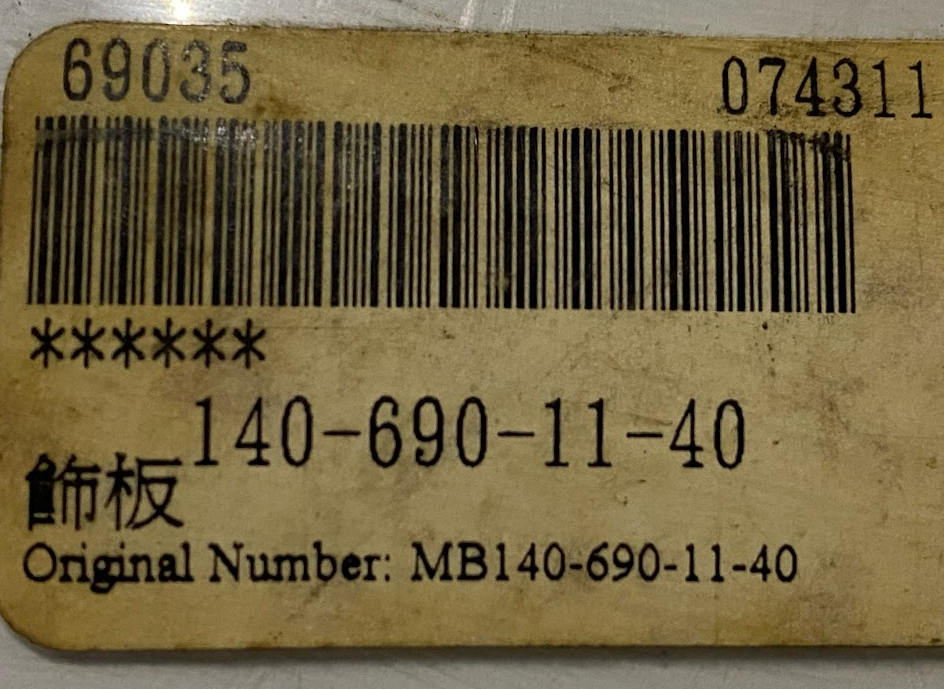 69035 074311
******
140-690-11-40
飾板
Original Number: MB140-690-11-40